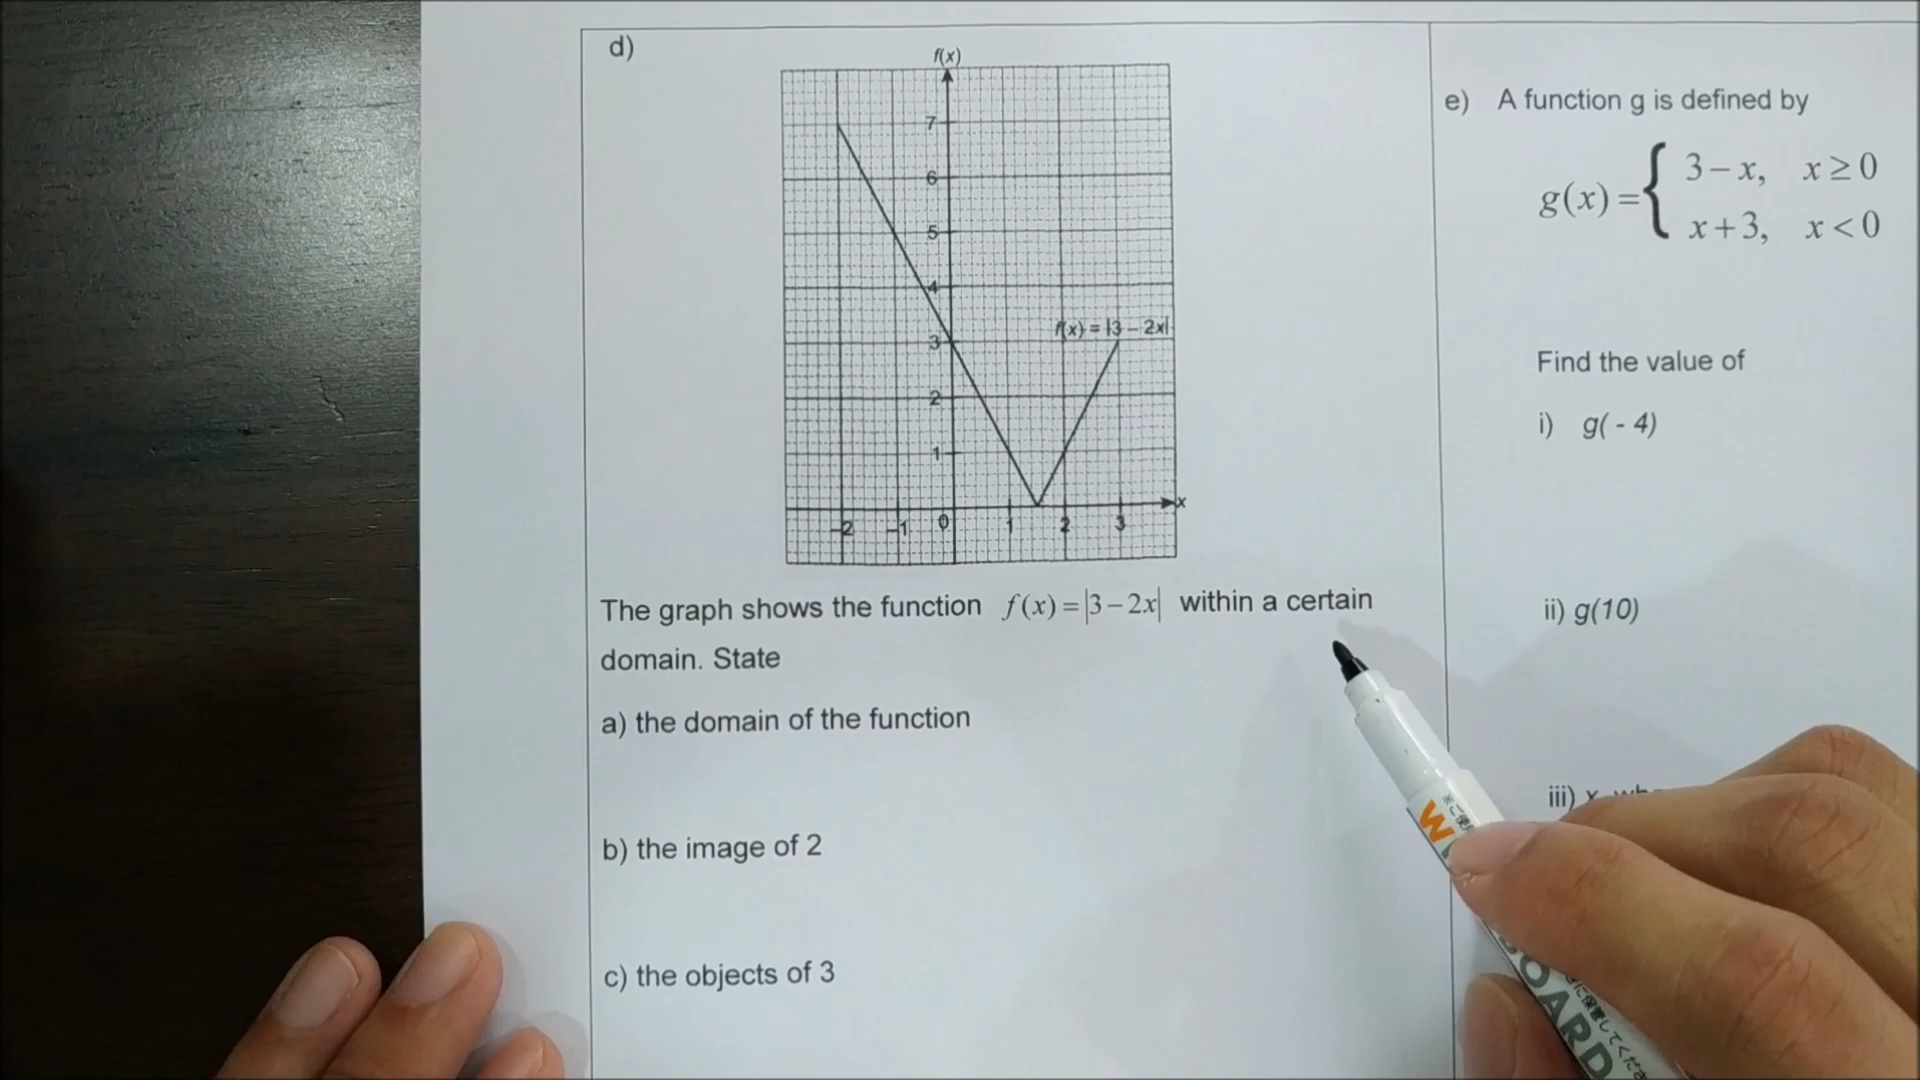 d)
f(x)
7
6
5
4
f(x) = |3 – 2x|
3
2
1
x
–2 –1 0 1 2 3
The graph shows the function f(x) = |3 – 2x| within a certain
domain. State
a) the domain of the function
b) the image of 2
c) the objects of 3
e) A function g is defined by
g(x) = { 3 – x, x ≥ 0
x + 3, x < 0
Find the value of
i) g( - 4)
ii) g(10)
iii) x
OARD